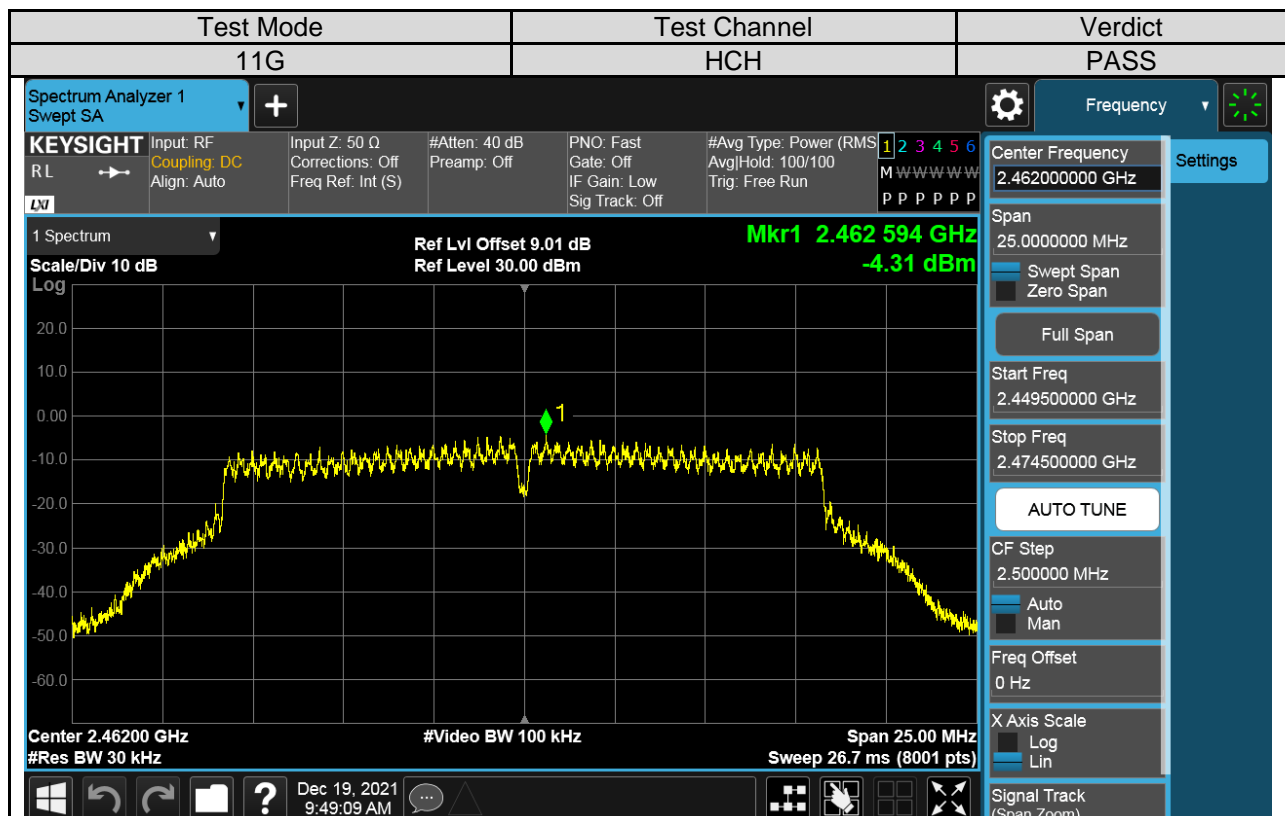 Test Mode Test Channel Verdict
11G HCH PASS
Spectrum Analyzer 1
Swept SA
+
Frequency
KEYSIGHT Input: RF Input Z: 50 Ω #Atten: 40 dB PNO: Fast #Avg Type: Power (RMS 1 2 3 4 5 6
RL Coupling: DC Corrections: Off Preamp: Off Gate: Off Avg|Hold: 100/100 M W W W W W
Align: Auto Freq Ref: Int (S) IF Gain: Low Trig: Free Run
LXI Sig Track: Off P P P P P P
1 Spectrum
Ref Lvl Offset 9.01 dB Mkr1 2.462 594 GHz
Scale/Div 10 dB Ref Level 30.00 dBm -4.31 dBm
Log
20.0
10.0
0.00
1
-10.0
-20.0
-30.0
-40.0
-50.0
-60.0
Center 2.46200 GHz #Video BW 100 kHz Span 25.00 MHz
#Res BW 30 kHz Sweep 26.7 ms (8001 pts)
Center Frequency
2.462000000 GHz
Settings
Span
25.0000000 MHz
Swept Span
Zero Span
Full Span
Start Freq
2.449500000 GHz
Stop Freq
2.474500000 GHz
AUTO TUNE
CF Step
2.500000 MHz
Auto
Man
Freq Offset
0 Hz
X Axis Scale
Log
Lin
Signal Track
(Span Zoom)
?
Dec 19, 2021
9:49:09 AM